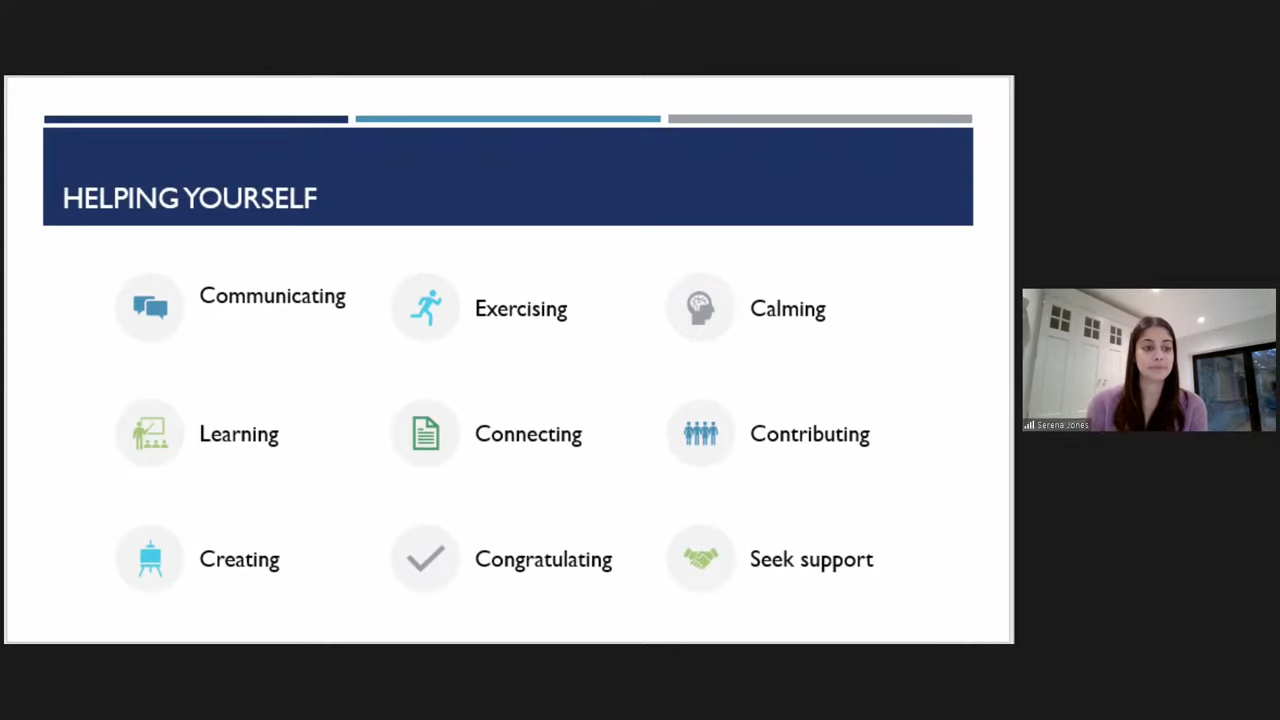 HELPING YOURSELF
Communicating
Exercising
Calming
Learning
Connecting
Contributing
Creating
Congratulating
Seek support
Serena Jones